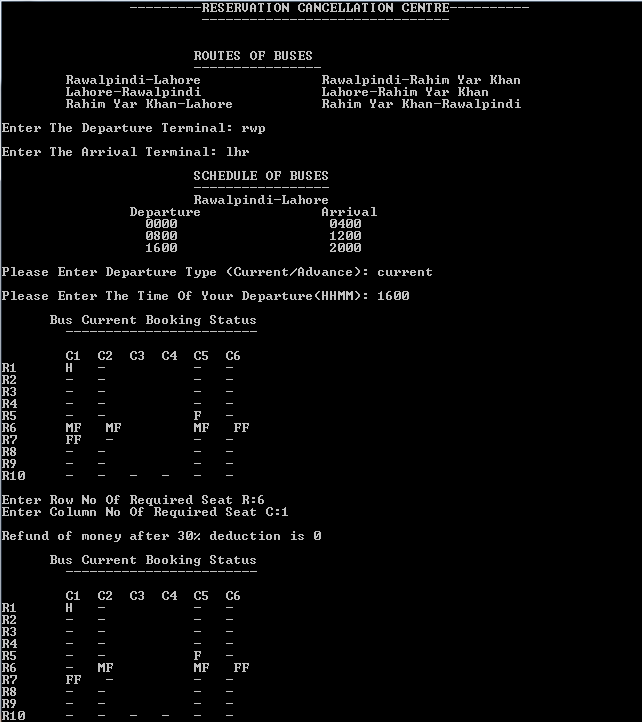 ---------RESERVATION CANCELLATION CENTRE----------
-------------------------------
ROUTES OF BUSES
----------------
Rawalpindi-Lahore Rawalpindi-Rahim Yar Khan
Lahore-Rawalpindi Lahore-Rahim Yar Khan
Rahim Yar Khan-Lahore Rahim Yar Khan-Rawalpindi
Enter The Departure Terminal: rwp
Enter The Arrival Terminal: lhr
SCHEDULE OF BUSES
-----------------
Rawalpindi-Lahore
Departure Arrival
0000 0400
0800 1200
1600 2000
Please Enter Departure Type (Current/Advance): current
Please Enter The Time Of Your Departure(HHMM): 1600
Bus Current Booking Status
------------------------
C1 C2 C3 C4 C5 C6
R1 H - - -
R2 - - - -
R3 - - - -
R4 - - - -
R5 - - F -
R6 MF MF MF FF
R7 FF - - -
R8 - - - -
R9 - - - -
R10 - - - - - -
Enter Row No Of Required Seat R:6
Enter Column No Of Required Seat C:1
Refund of money after 30% deduction is 0
Bus Current Booking Status
------------------------
C1 C2 C3 C4 C5 C6
R1 H - - -
R2 - - - -
R3 - - - -
R4 - - - -
R5 - - F -
R6 - MF MF FF
R7 FF - - -
R8 - - - -
R9 - - - -
R10 - - - - - -